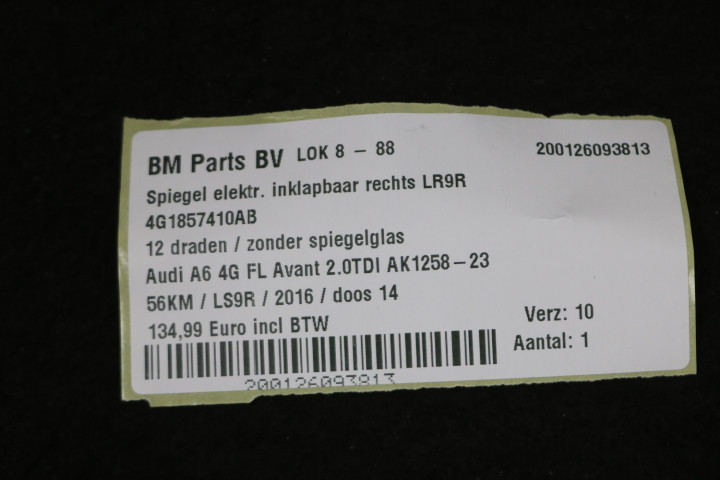 BM Parts BV LOK 8 - 88 200126093813
Spiegel elektr. inklapbaar rechts LR9R
4G1857410AB
12 draden / zonder spiegelglas
Audi A6 4G FL Avant 2.0TDI AK1258-23
56KM / LS9R / 2016 / doos 14
134,99 Euro incl BTW
Verz: 10
Aantal: 1
200126093813